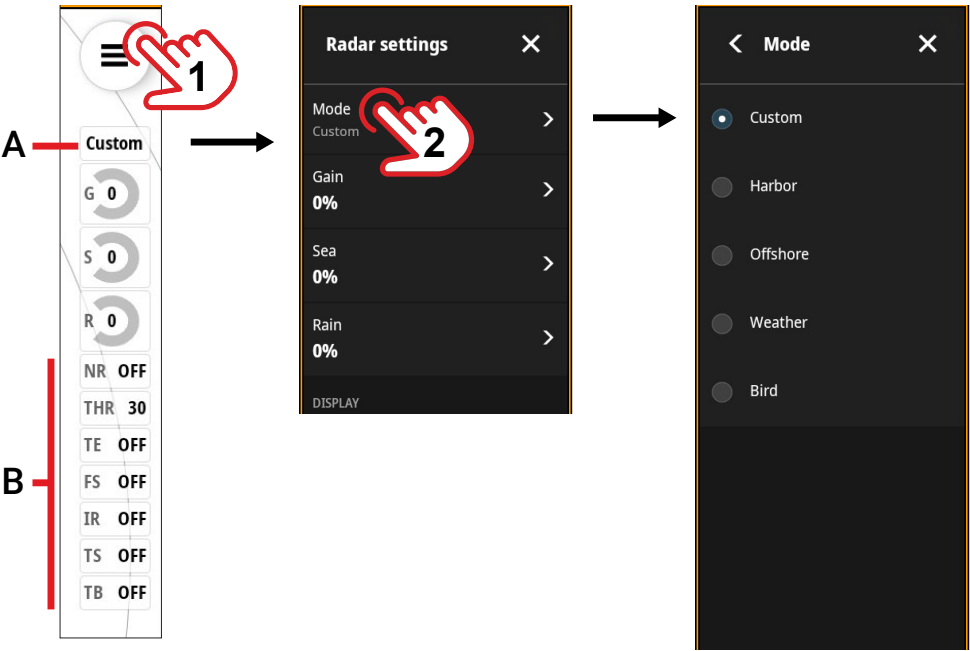 1
A
Custom
G 0
S 0
R 0
B
NR OFF
THR 30
TE OFF
FS OFF
IR OFF
TS OFF
TB OFF
Radar settings
Mode
Custom
2
Gain
0%
Sea
0%
Rain
0%
DISPLAY
Mode
Custom
Harbor
Offshore
Weather
Bird